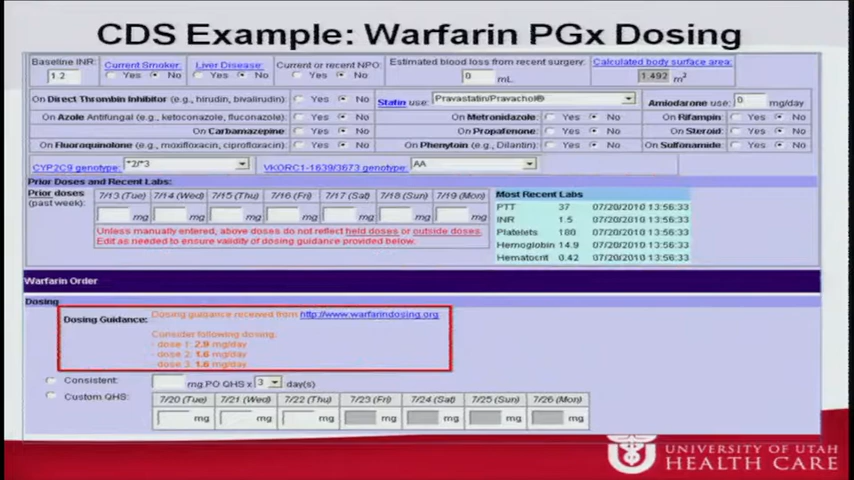 CDS Example: Warfarin PGx Dosing
Baseline INR: Current Smoker: Liver Disease: Current or recent NPO: Estimated blood loss from recent surgery: Calculated body surface area:
1.2 Yes No Yes No Yes No 0 mL 1.492 m²
On Direct Thrombin Inhibitor (e.g., hirudin, bivalirudin): Yes No Statin use: Pravastatin/Pravachol® Amiodarone use: 0 mg/day
On Azole Antifungal (e.g., ketoconazole, fluconazole): Yes No On Metronidazole: Yes No On Rifampin: Yes No
On Carbamazepine: Yes No On Propafenone: Yes No On Steroid: Yes No
On Fluoroquinolone (e.g., moxifloxacin, ciprofloxacin): Yes No On Phenytoin (e.g., Dilantin): Yes No On Sulfonamide: Yes No
CYP2C9 genotype: *2/*3 VKORC1-1639/3673 genotype: AA
Prior Doses and Recent Labs:
Prior doses (past week): 7/13 (Tue) 7/14 (Wed) 7/15 (Thu) 7/16 (Fri) 7/17 (Sat) 7/18 (Sun) 7/19 (Mon)
mg mg mg mg mg mg mg
Unless manually entered, above doses do not reflect held doses or outside doses.
Edit as needed to ensure validity of dosing guidance provided below.
Most Recent Labs
PTT 37 07/20/2010 13:56:33
INR 1.5 07/20/2010 13:56:33
Platelets 180 07/20/2010 13:56:33
Hemoglobin 14.9 07/20/2010 13:56:33
Hematocrit 0.42 07/20/2010 13:56:33
Warfarin Order
Dosing
Dosing Guidance: Dosing guidance received from http://www.warfarindosing.org
Consider following dosing:
- dose 1: 2.9 mg/day
- dose 2: 1.6 mg/day
- dose 3: 1.6 mg/day
Consistent: mg PO QHS x 3 day(s)
Custom QHS: 7/20 (Tue) 7/21 (Wed) 7/22 (Thu) 7/23 (Fri) 7/24 (Sat) 7/25 (Sun) 7/26 (Mon)
mg mg mg mg mg mg mg
UNIVERSITY OF UTAH
HEALTH CARE